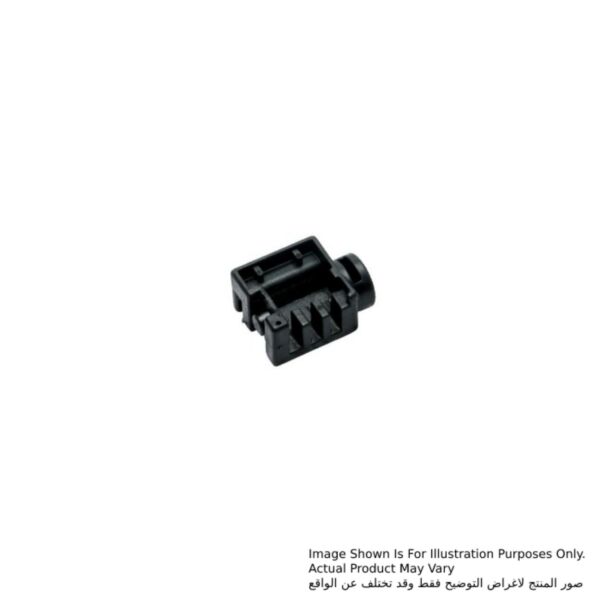 Image Shown Is For Illustration Purposes Only.
Actual Product May Vary
صور المنتج لاغراض التوضيح فقط وقد تختلف عن الواقع